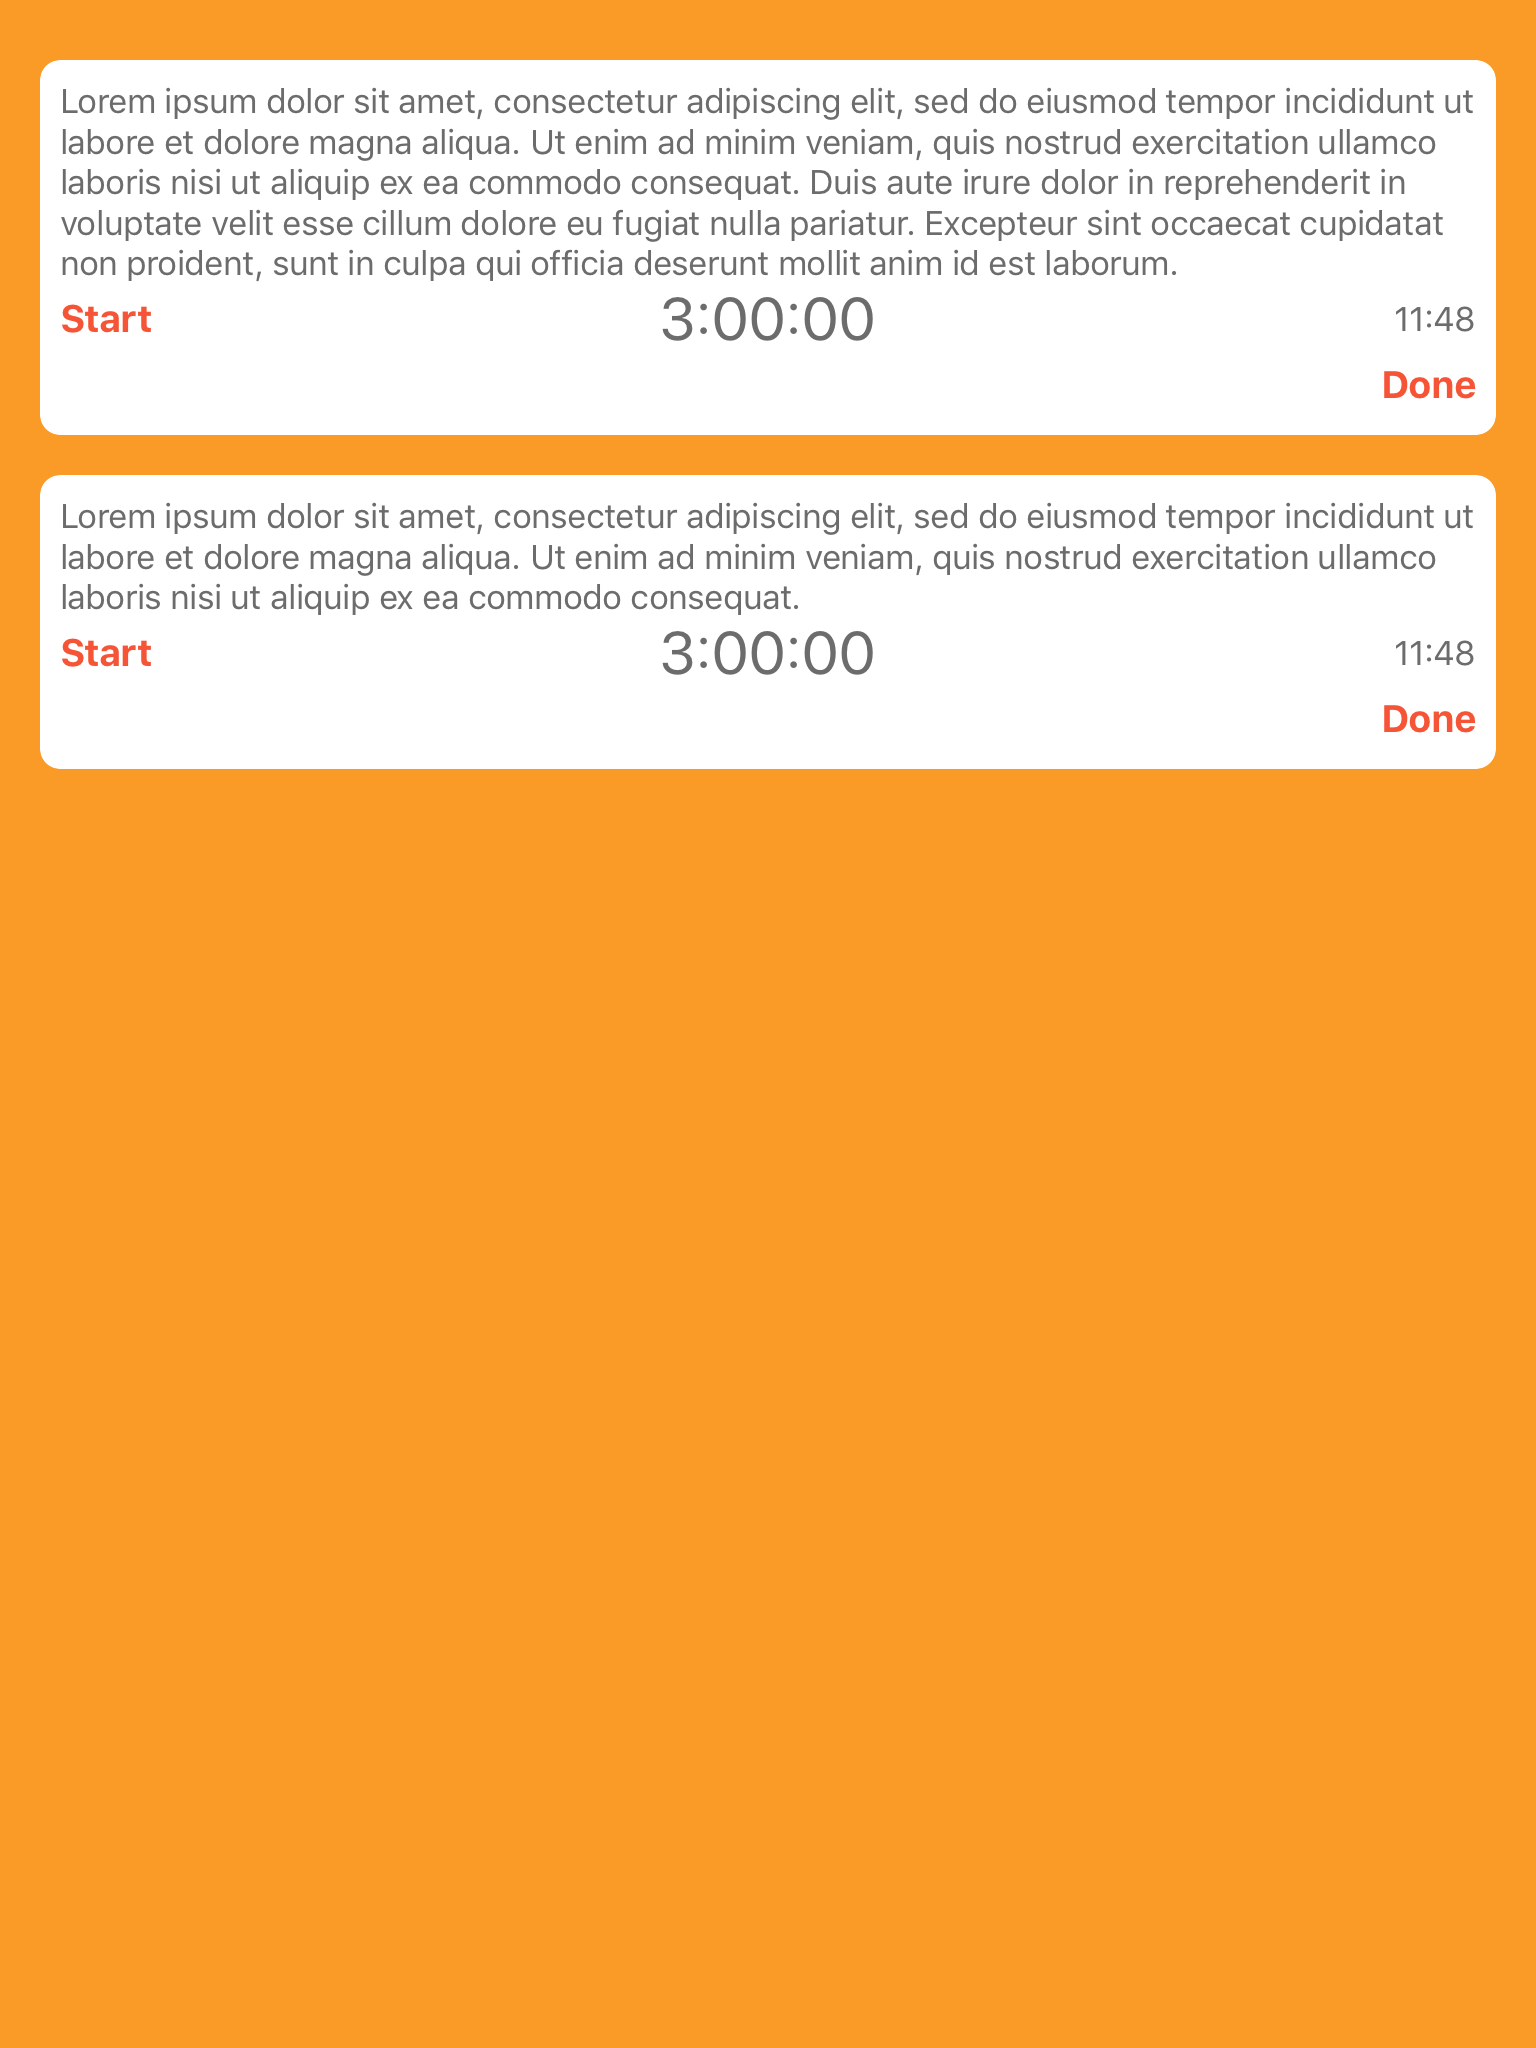 Lorem ipsum dolor sit amet, consectetur adipiscing elit, sed do eiusmod tempor incididunt ut
labore et dolore magna aliqua. Ut enim ad minim veniam, quis nostrud exercitation ullamco
laboris nisi ut aliquip ex ea commodo consequat. Duis aute irure dolor in reprehenderit in
voluptate velit esse cillum dolore eu fugiat nulla pariatur. Excepteur sint occaecat cupidatat
non proident, sunt in culpa qui officia deserunt mollit anim id est laborum.
Start 3:00:00 11:48
Done
Lorem ipsum dolor sit amet, consectetur adipiscing elit, sed do eiusmod tempor incididunt ut
labore et dolore magna aliqua. Ut enim ad minim veniam, quis nostrud exercitation ullamco
laboris nisi ut aliquip ex ea commodo consequat.
Start 3:00:00 11:48
Done